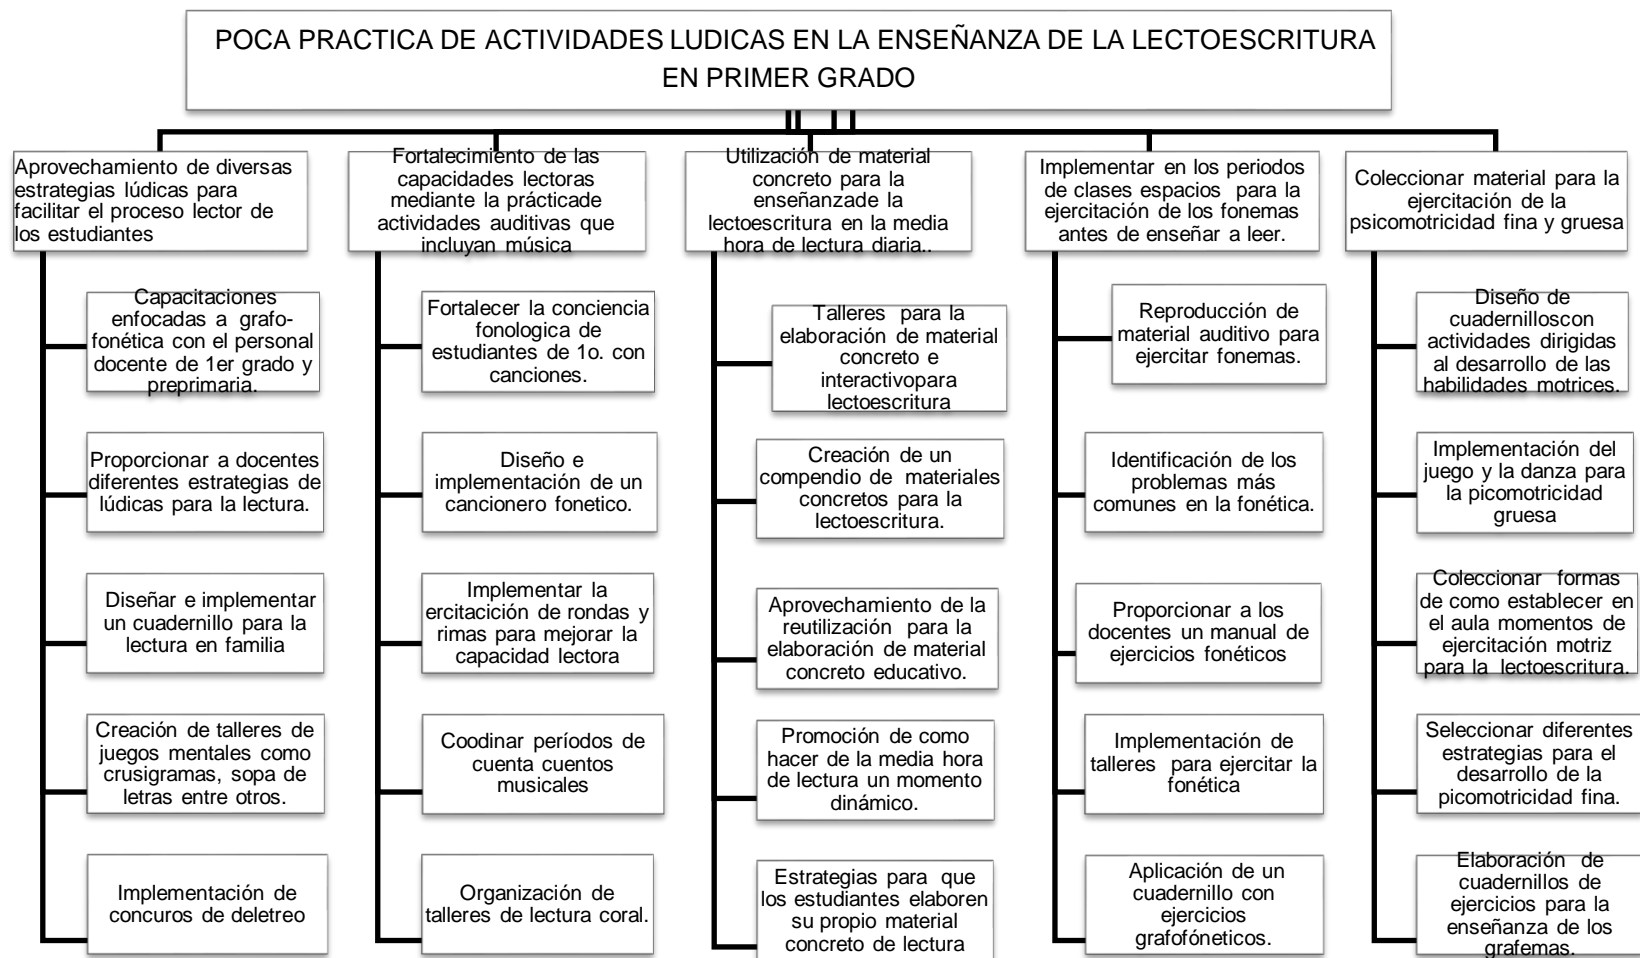 POCA PRACTICA DE ACTIVIDADES LUDICAS EN LA ENSEÑANZA DE LA LECTOESCRITURA
EN PRIMER GRADO
Aprovechamiento de diversas
estrategias lúdicas para
facilitar el proceso lector de
los estudiantes
Capacitaciones
enfocadas a grafo-
fonética con el personal
docente de 1er grado y
preprimaria.
Proporcionar a docentes
diferentes estrategias de
lúdicas para la lectura.
Diseñar e implementar
un cuadernillo para la
lectura en familia
Creación de talleres de
juegos mentales como
crusigramas, sopa de
letras entre otros.
Implementación de
concuros de deletreo
Fortalecimiento de las
capacidades lectoras
mediante la prácticade
actividades auditivas que
incluyan música
Fortalecer la conciencia
fonologica de
estudiantes de 1o. con
canciones.
Diseño e
implementación de un
cancionero fonetico.
Implementar la
ercitacición de rondas y
rimas para mejorar la
capacidad lectora
Coodinar períodos de
cuenta cuentos
musicales
Organización de
talleres de lectura coral.
Utilización de material
concreto para la
enseñanzade la
lectoescritura en la media
hora de lectura diaria..
Talleres para la
elaboración de material
concreto e
interactivopara
lectoescritura
Creación de un
compendio de materiales
concretos para la
lectoescritura.
Aprovechamiento de la
reutilización para la
elaboración de material
concreto educativo.
Promoción de como
hacer de la media hora
de lectura un momento
dinámico.
Estrategias para que
los estudiantes elaboren
su propio material
concreto de lectura
Implementar en los periodos
de clases espacios para la
ejercitación de los fonemas
antes de enseñar a leer.
Reproducción de
material auditivo para
ejercitar fonemas.
Identificación de los
problemas más
comunes en la fonética.
Proporcionar a los
docentes un manual de
ejercicios fonéticos
Implementación de
talleres para ejercitar la
fonética
Aplicación de un
cuadernillo con
ejercicios
grafofóneticos.
Coleccionar material para la
ejercitación de la
psicomotricidad fina y gruesa
Diseño de
cuadernilloscon
actividades dirigidas
al desarrollo de las
habilidades motrices.
Implementación del
juego y la danza para
la picomotricidad
gruesa
Coleccionar formas
de como establecer en
el aula momentos de
ejercitación motriz
para la lectoescritura.
Seleccionar diferentes
estrategias para el
desarrollo de la
picomotricidad fina.
Elaboración de
cuadernillos de
ejercicios para la
enseñanza de los
grafemas.